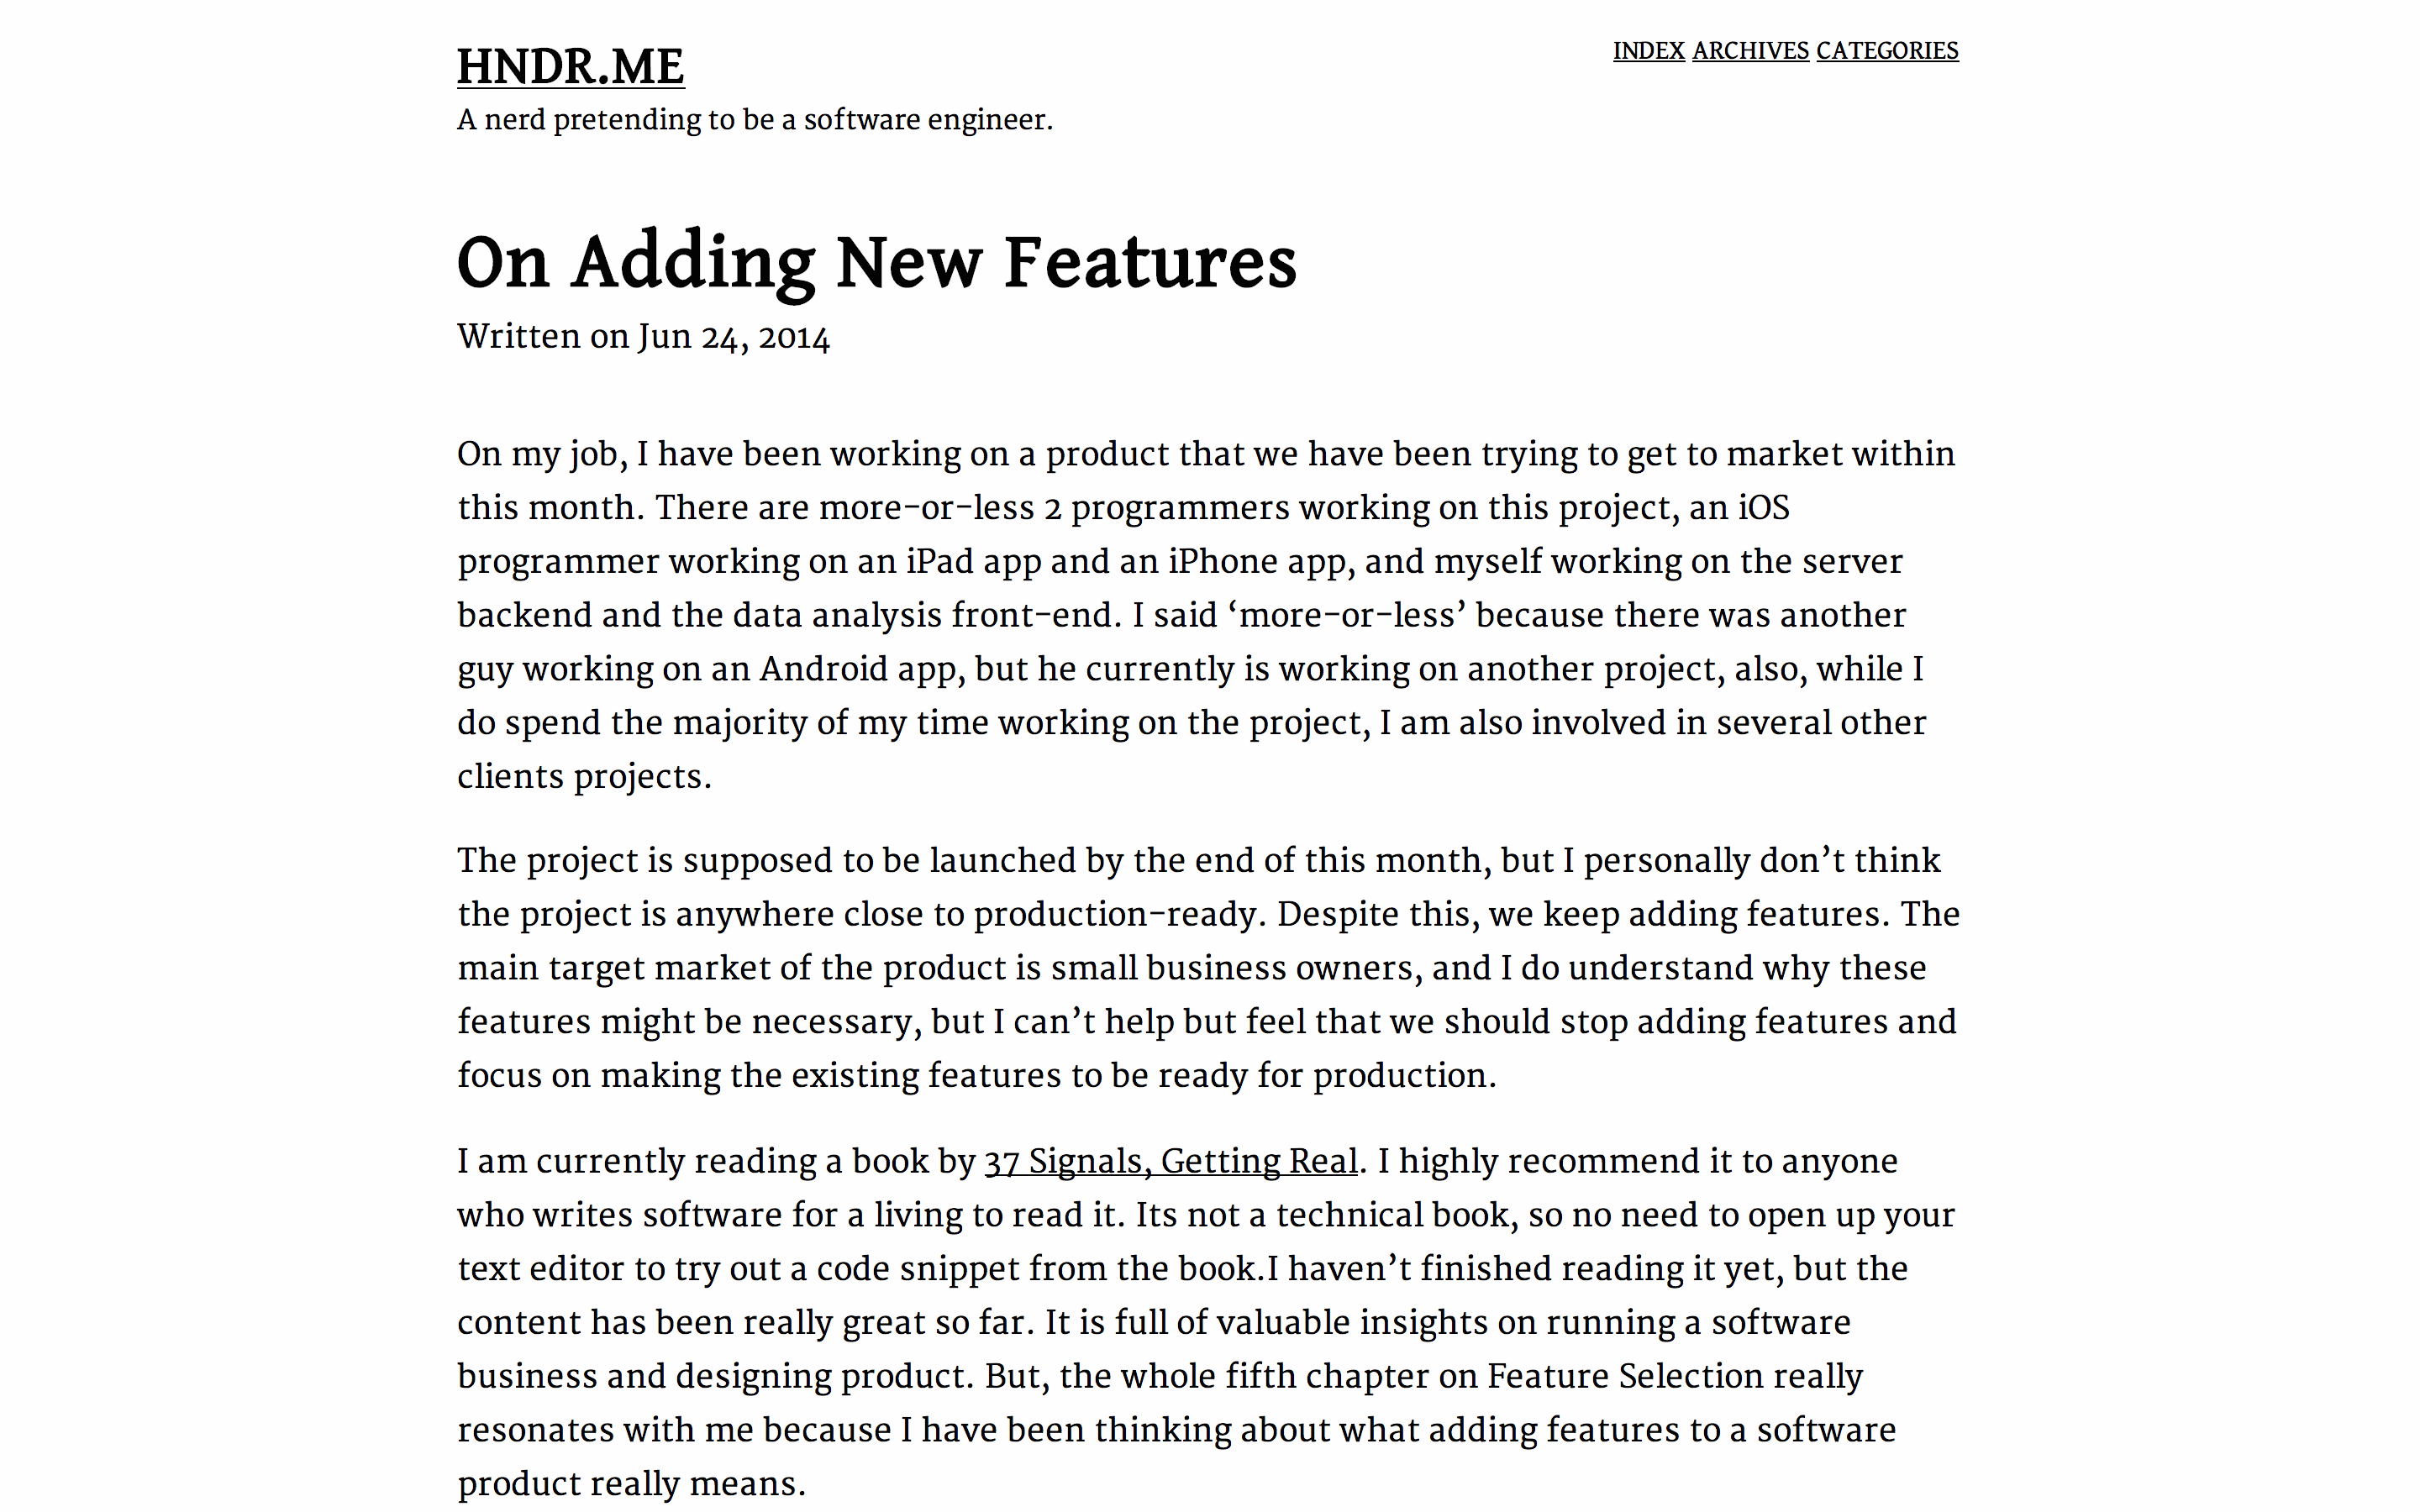 HNDR.ME
INDEX ARCHIVES CATEGORIES
A nerd pretending to be a software engineer.
On Adding New Features
Written on Jun 24, 2014
On my job, I have been working on a product that we have been trying to get to market within
this month. There are more-or-less 2 programmers working on this project, an iOS
programmer working on an iPad app and an iPhone app, and myself working on the server
backend and the data analysis front-end. I said ‘more-or-less’ because there was another
guy working on an Android app, but he currently is working on another project, also, while I
do spend the majority of my time working on the project, I am also involved in several other
clients projects.
The project is supposed to be launched by the end of this month, but I personally don’t think
the project is anywhere close to production-ready. Despite this, we keep adding features. The
main target market of the product is small business owners, and I do understand why these
features might be necessary, but I can’t help but feel that we should stop adding features and
focus on making the existing features to be ready for production.
I am currently reading a book by 37 Signals, Getting Real. I highly recommend it to anyone
who writes software for a living to read it. Its not a technical book, so no need to open up your
text editor to try out a code snippet from the book.I haven’t finished reading it yet, but the
content has been really great so far. It is full of valuable insights on running a software
business and designing product. But, the whole fifth chapter on Feature Selection really
resonates with me because I have been thinking about what adding features to a software
product really means.